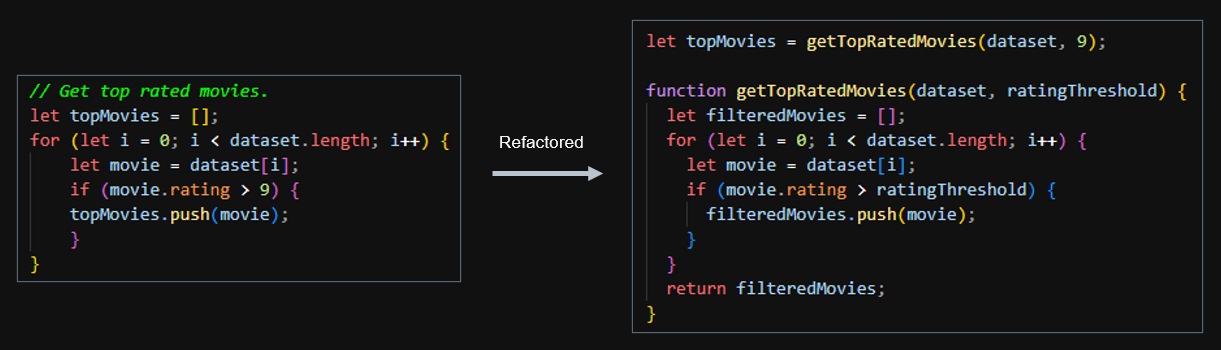 // Get top rated movies.
let topMovies = [];
for (let i = 0; i < dataset.length; i++) {
    let movie = dataset[i];
    if (movie.rating > 9) {
    topMovies.push(movie);
    }
}
Refactored
let topMovies = getTopRatedMovies(dataset, 9);
function getTopRatedMovies(dataset, ratingThreshold) {
  let filteredMovies = [];
  for (let i = 0; i < dataset.length; i++) {
    let movie = dataset[i];
    if (movie.rating > ratingThreshold) {
      filteredMovies.push(movie);
    }
  }
  return filteredMovies;
}